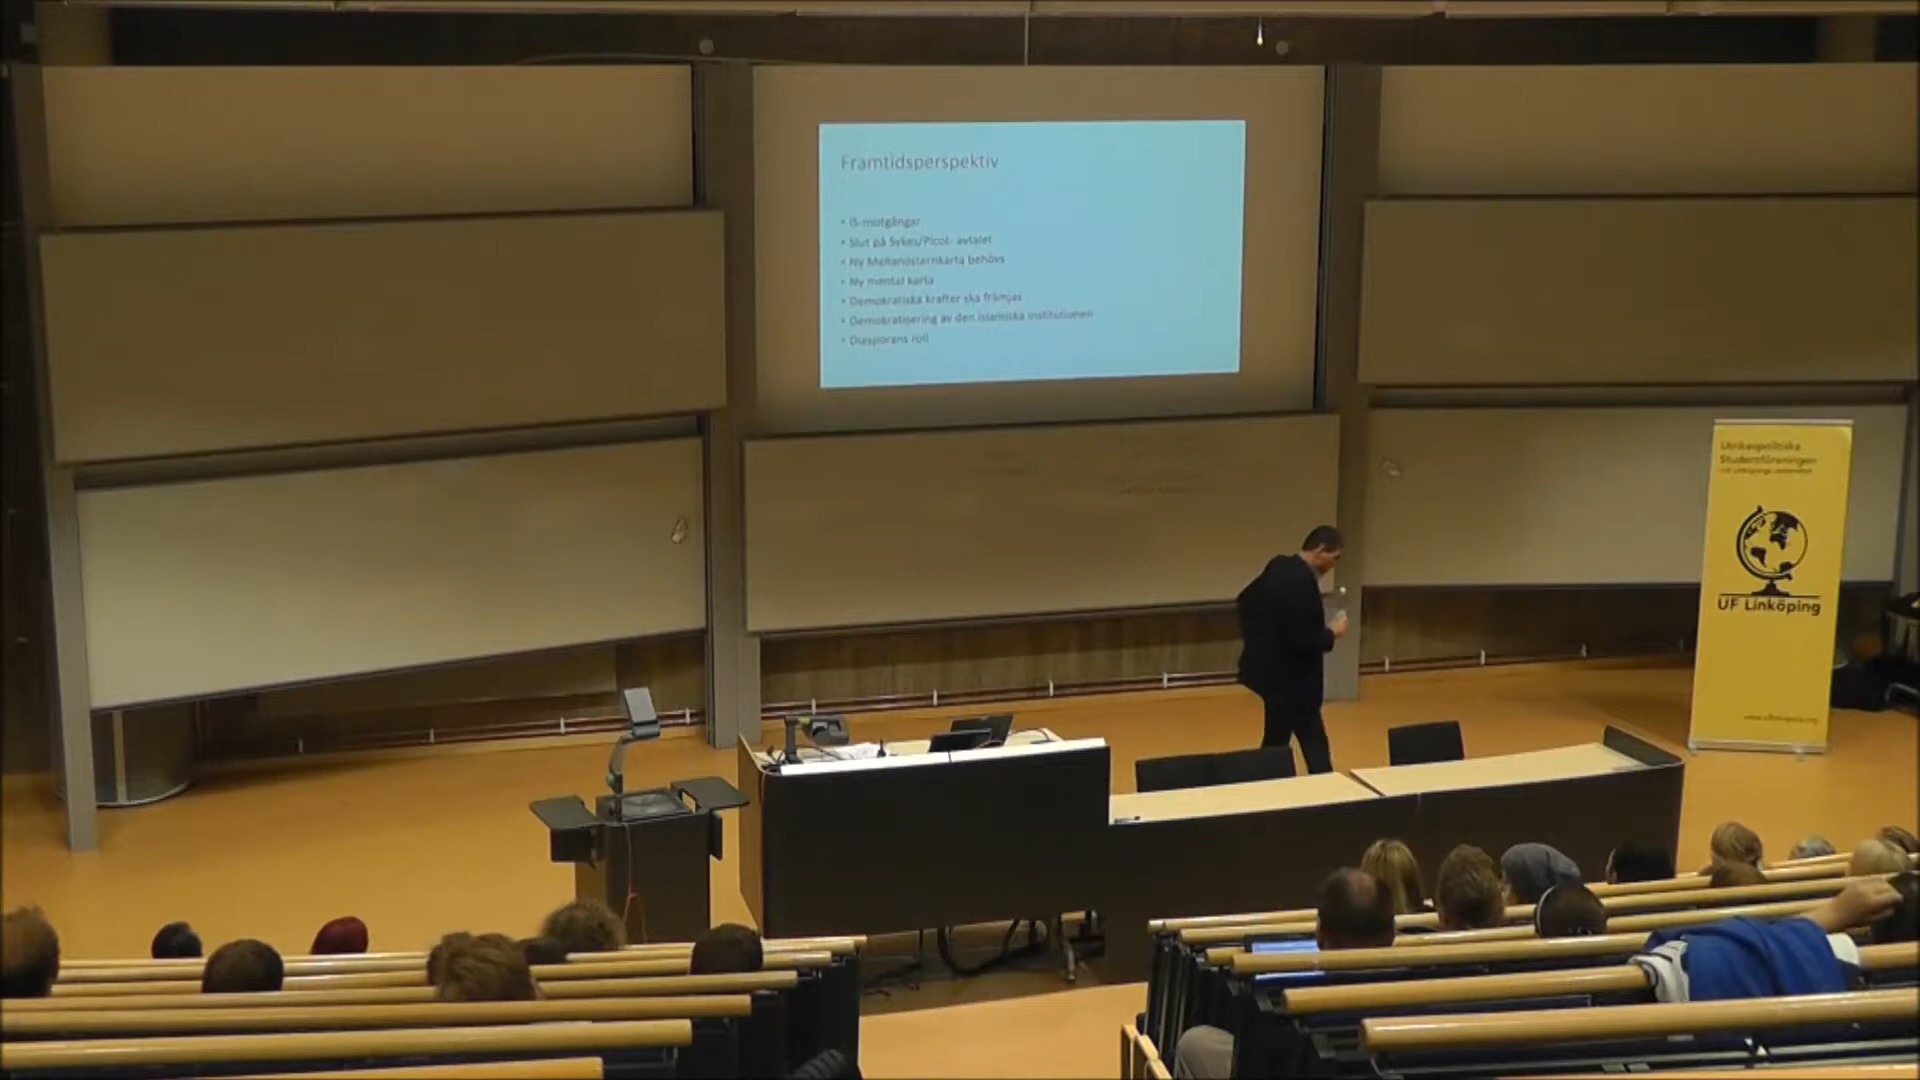 Framtidsperspektiv
• IS-motgångar
• Slut på Sykes/Picot- avtalet
• Ny Mellanösternkarta behövs
• Ny mental karta
• Demokratiska krafter ska främjas
• Demokratisering av den islamiska institutionen
• Diasporans roll
Utrikespolitiska
Studentföreningen
UF Linköping